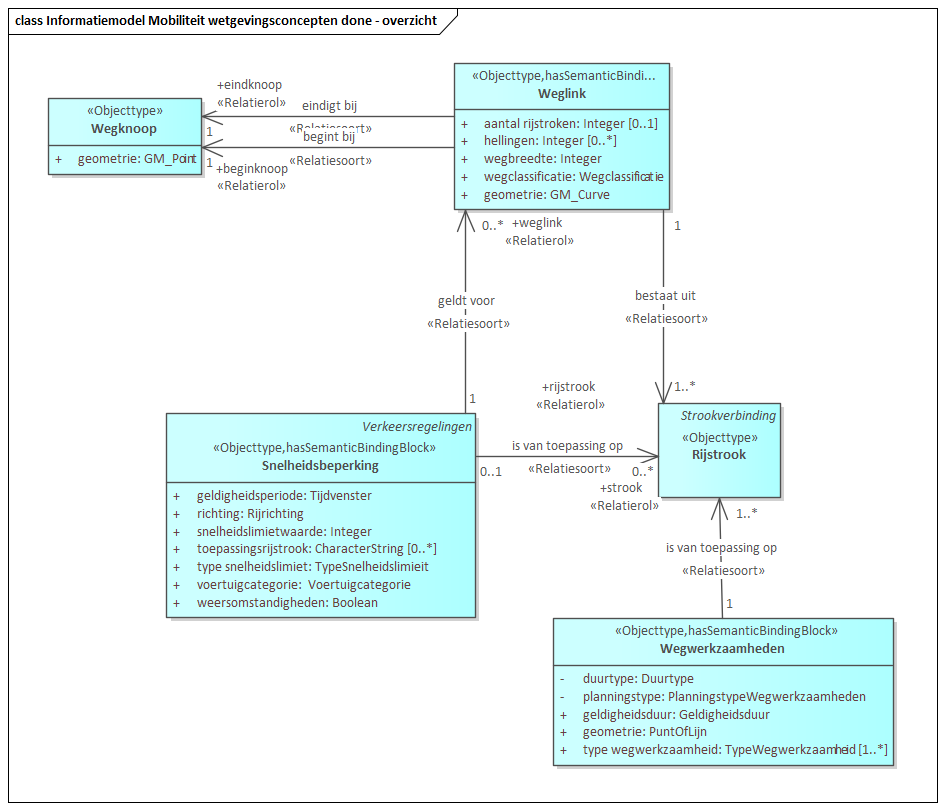 class Informatiemodel Mobiliteit wetgevingsconcepten done - overzicht
«Objecttype»
Wegknoop
+ geometrie: GM_Point
+eindknoop
«Relatierol»
1
eindigt bij
«Relatiesoort»
begint bij
«Relatiesoort»
1
+beginknoop
«Relatierol»
«Objecttype,hasSemanticBindi...
Weglink
+ aantal rijstroken: Integer [0..1]
+ hellingen: Integer [0..*]
+ wegbreedte: Integer
+ wegclassificatie: Wegclassificatie
+ geometrie: GM_Curve
0..* +weglink
«Relatierol»
1
geldt voor
«Relatiesoort»
1
bestaat uit
«Relatiesoort»
1..*
+rijstrook
«Relatierol»
Verkeersregelingen
«Objecttype,hasSemanticBindingBlock»
Snelheidsbeperking
+ geldigheidsperiode: Tijdvenster
+ richting: Rijrichting
+ snelheidslimietwaarde: Integer
+ toepassingsrijstrook: CharacterString [0..*]
+ type snelheidslimiet: TypeSnelheidslimieit
+ voertuigcategorie: Voertuigcategorie
+ weersomstandigheden: Boolean
is van toepassing op
0..1
«Relatiesoort»
0..*
+strook
«Relatierol»
Strookverbinding
«Objecttype»
Rijstrook
1..*
is van toepassing op
«Relatiesoort»
1
«Objecttype,hasSemanticBindingBlock»
Wegwerkzaamheden
- duurtype: Duurtype
- planningstype: PlanningstypeWegwerkzaamheden
+ geldigheidsduur: Geldigheidsduur
+ geometrie: PuntOfLijn
+ type wegwerkzaamheid: TypeWegwerkzaamheid [1..*]